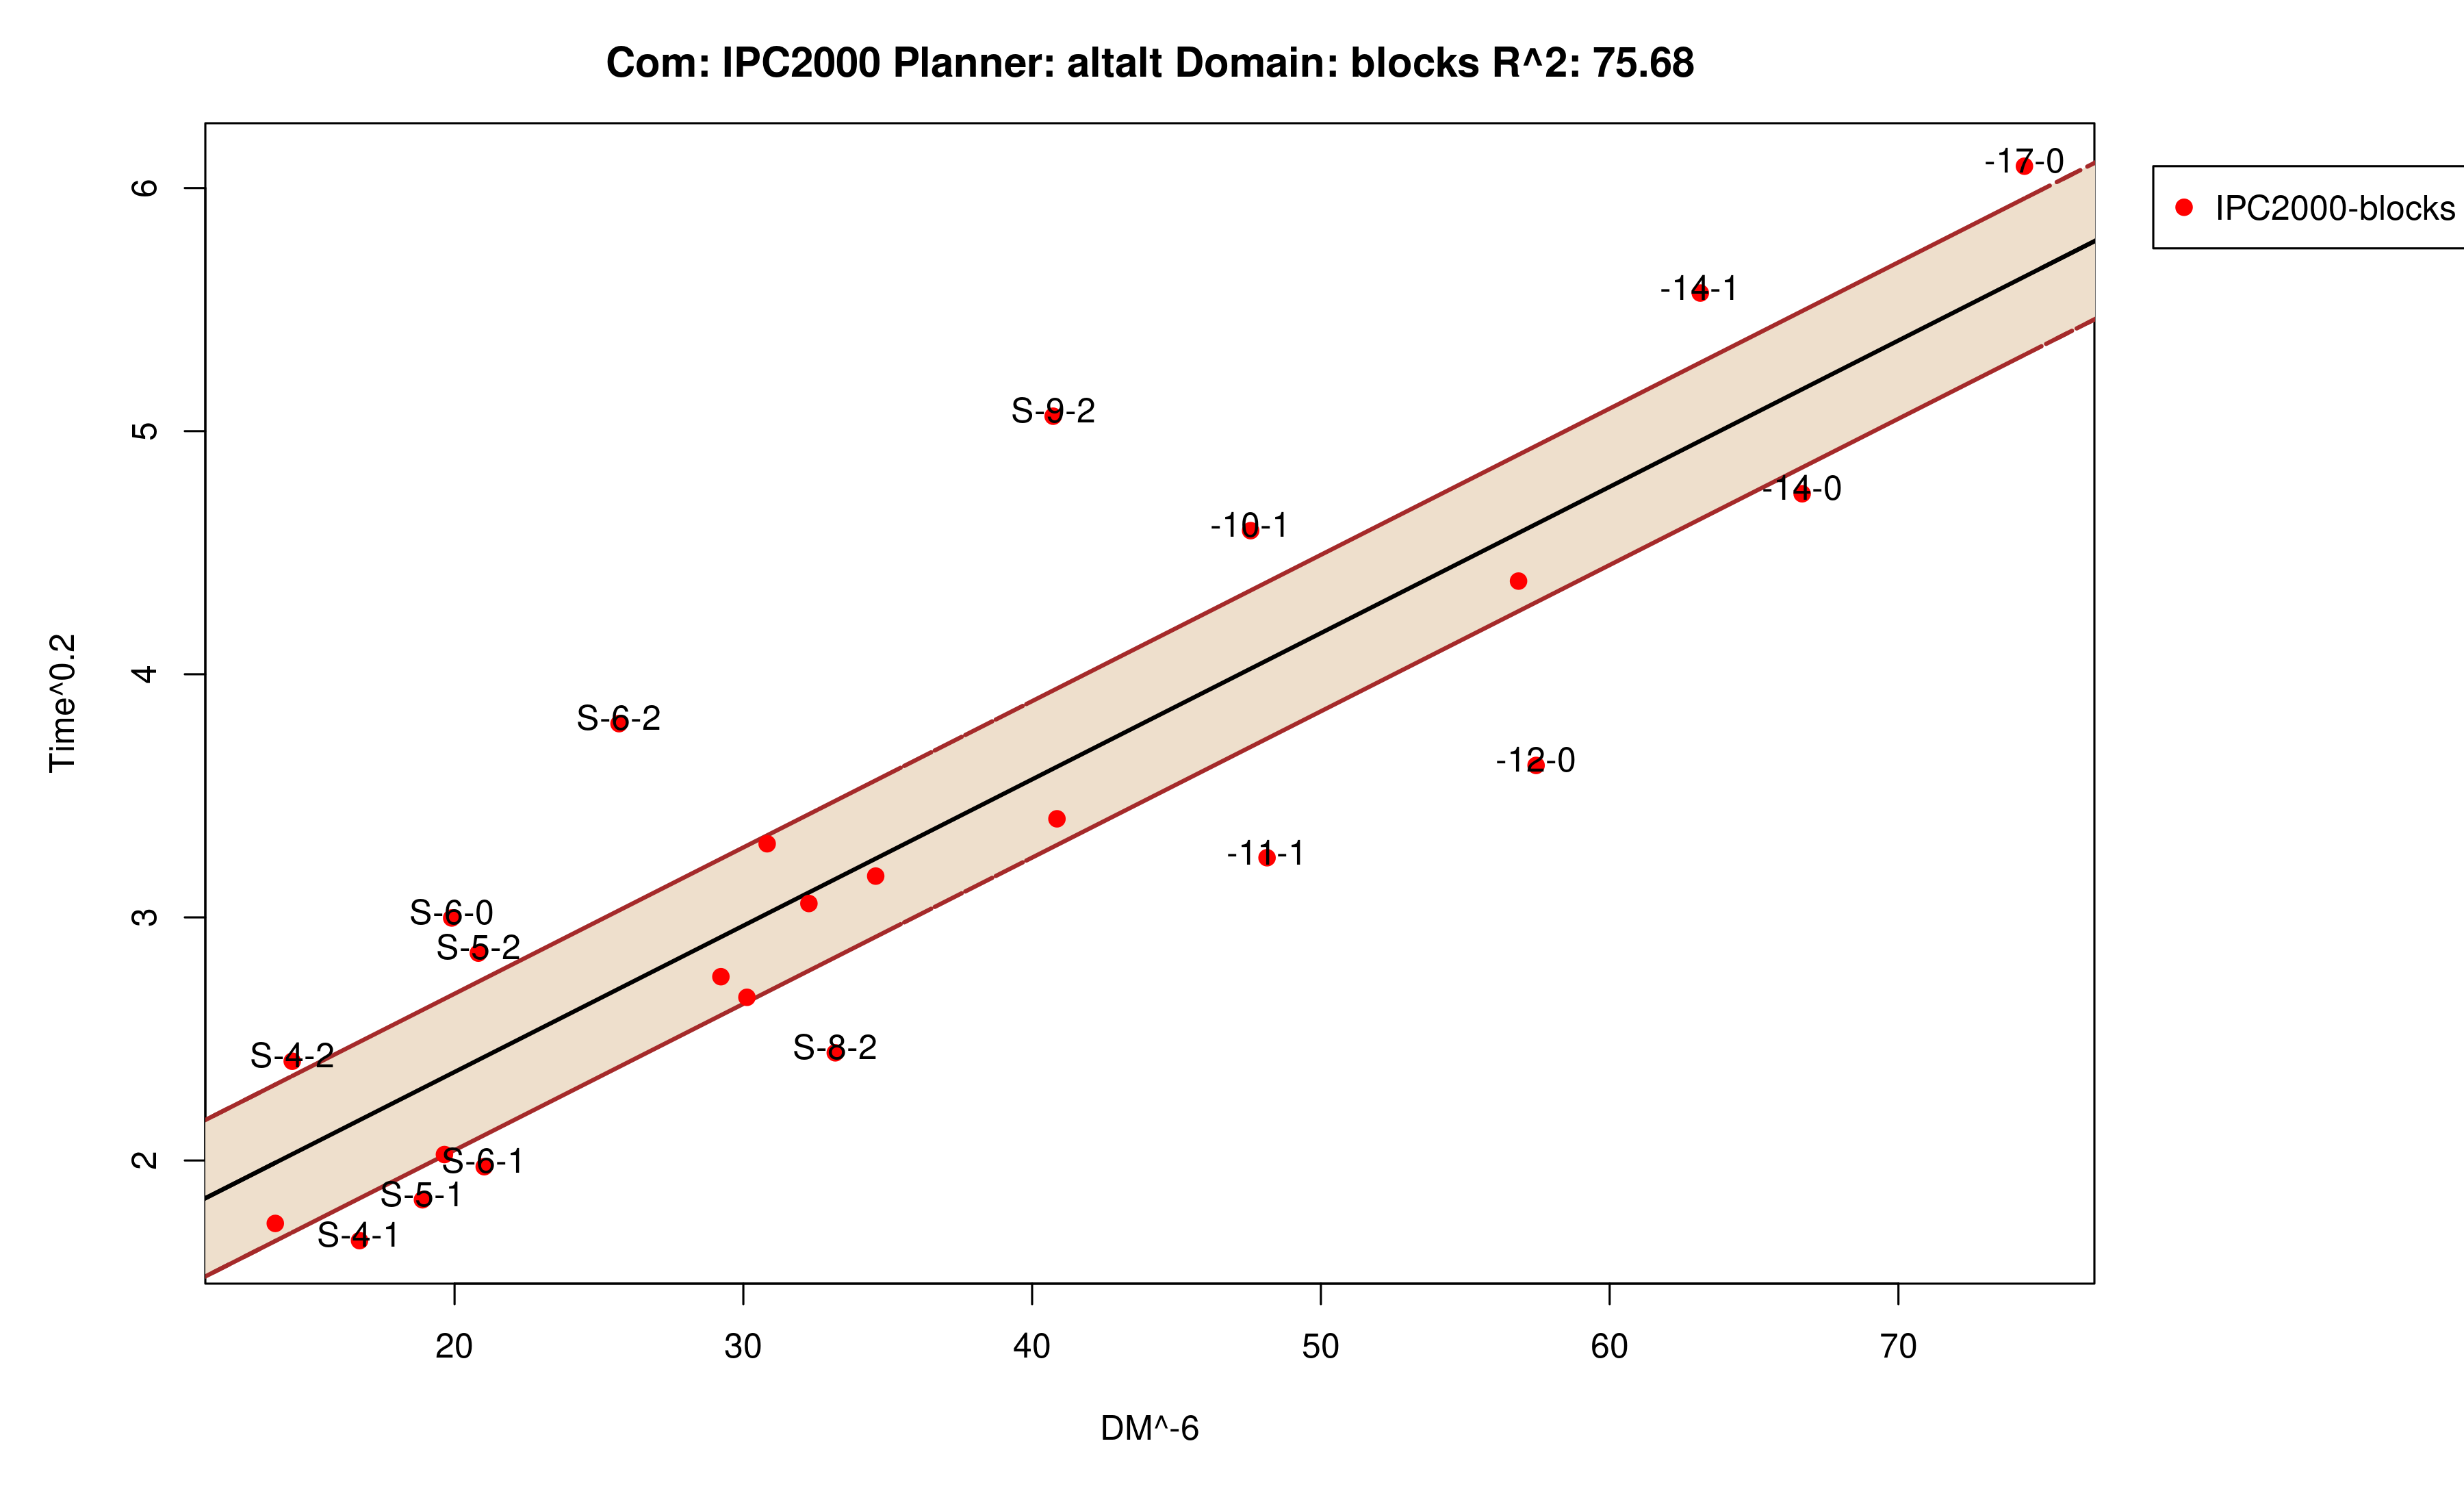 Com: IPC2000 Planner: altalt Domain: blocks R^2: 75.68
-17-0
6
IPC2000-blocks
-14-1
S-9-2
5
-14-0
-10-1
Time^0.2
4
S-6-2
-12-0
-11-1
3
S-6-0
S-5-2
S-4-2
S-8-2
2
S-6-1
S-5-1
S-4-1
20 30 40 50 60 70
DM^-6